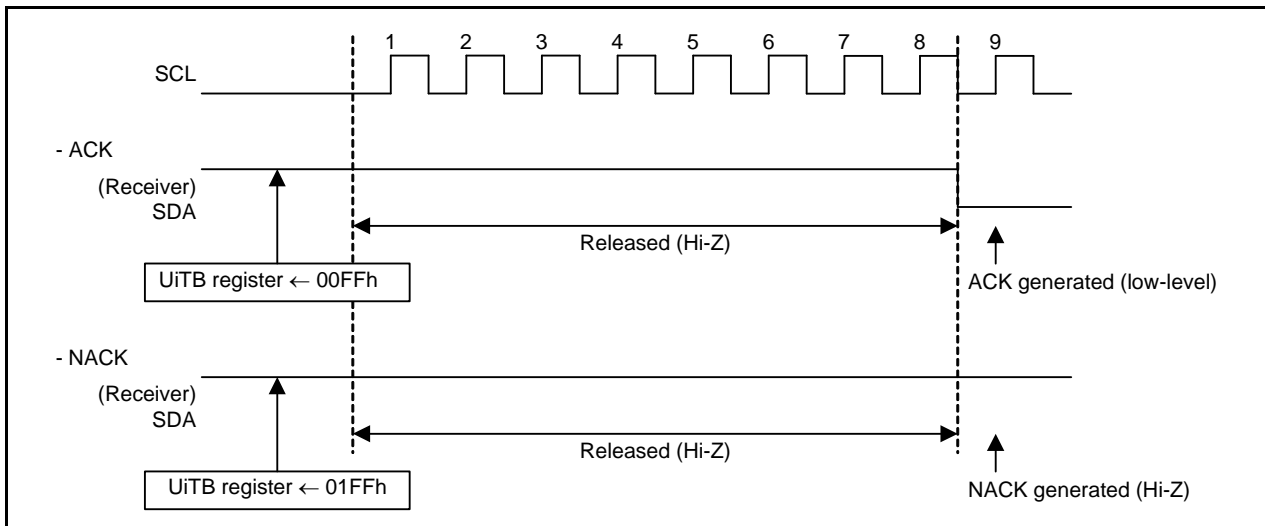 1 2 3 4 5 6 7 8 9
SCL
- ACK
(Receiver)
SDA
Released (Hi-Z)
UiTB register ← 00FFh
ACK generated (low-level)
- NACK
(Receiver)
SDA
Released (Hi-Z)
UiTB register ← 01FFh
NACK generated (Hi-Z)